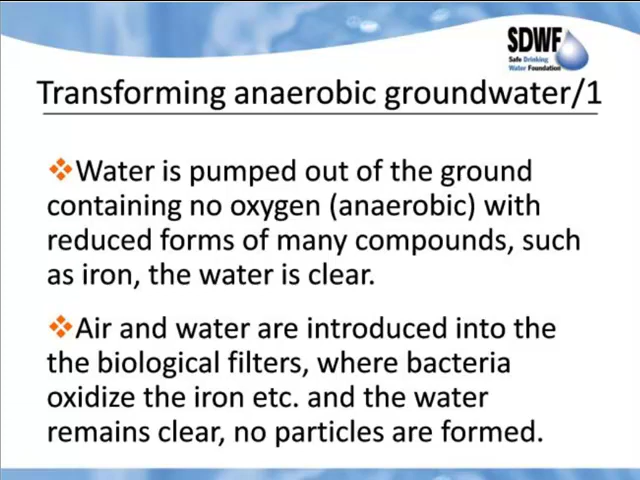 SDWF
Safe Drinking
Water Foundation
Transforming anaerobic groundwater/1
❖Water is pumped out of the ground
containing no oxygen (anaerobic) with
reduced forms of many compounds, such
as iron, the water is clear.
❖Air and water are introduced into the
the biological filters, where bacteria
oxidize the iron etc. and the water
remains clear, no particles are formed.